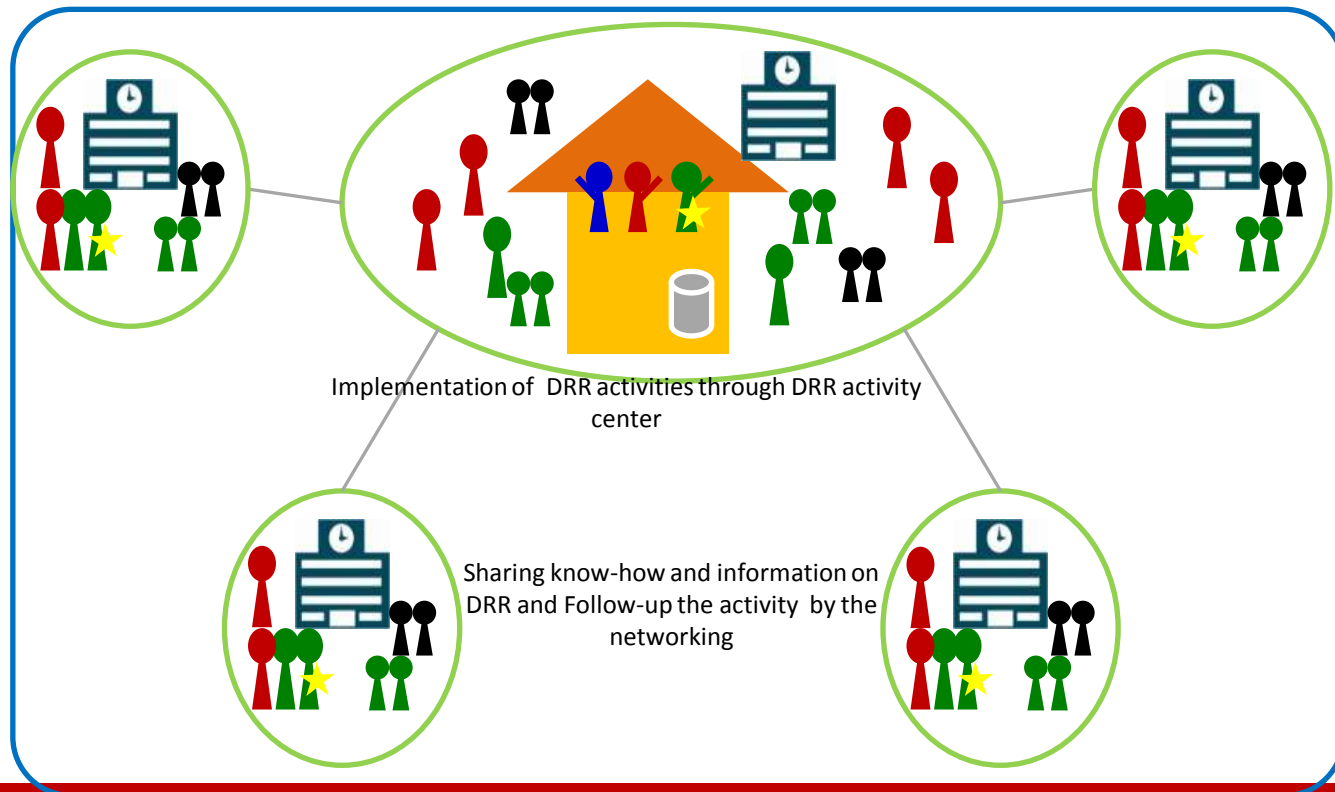 Implementation of DRR activities through DRR activity
center
Sharing know-how and information on
DRR and Follow-up the activity by the
networking